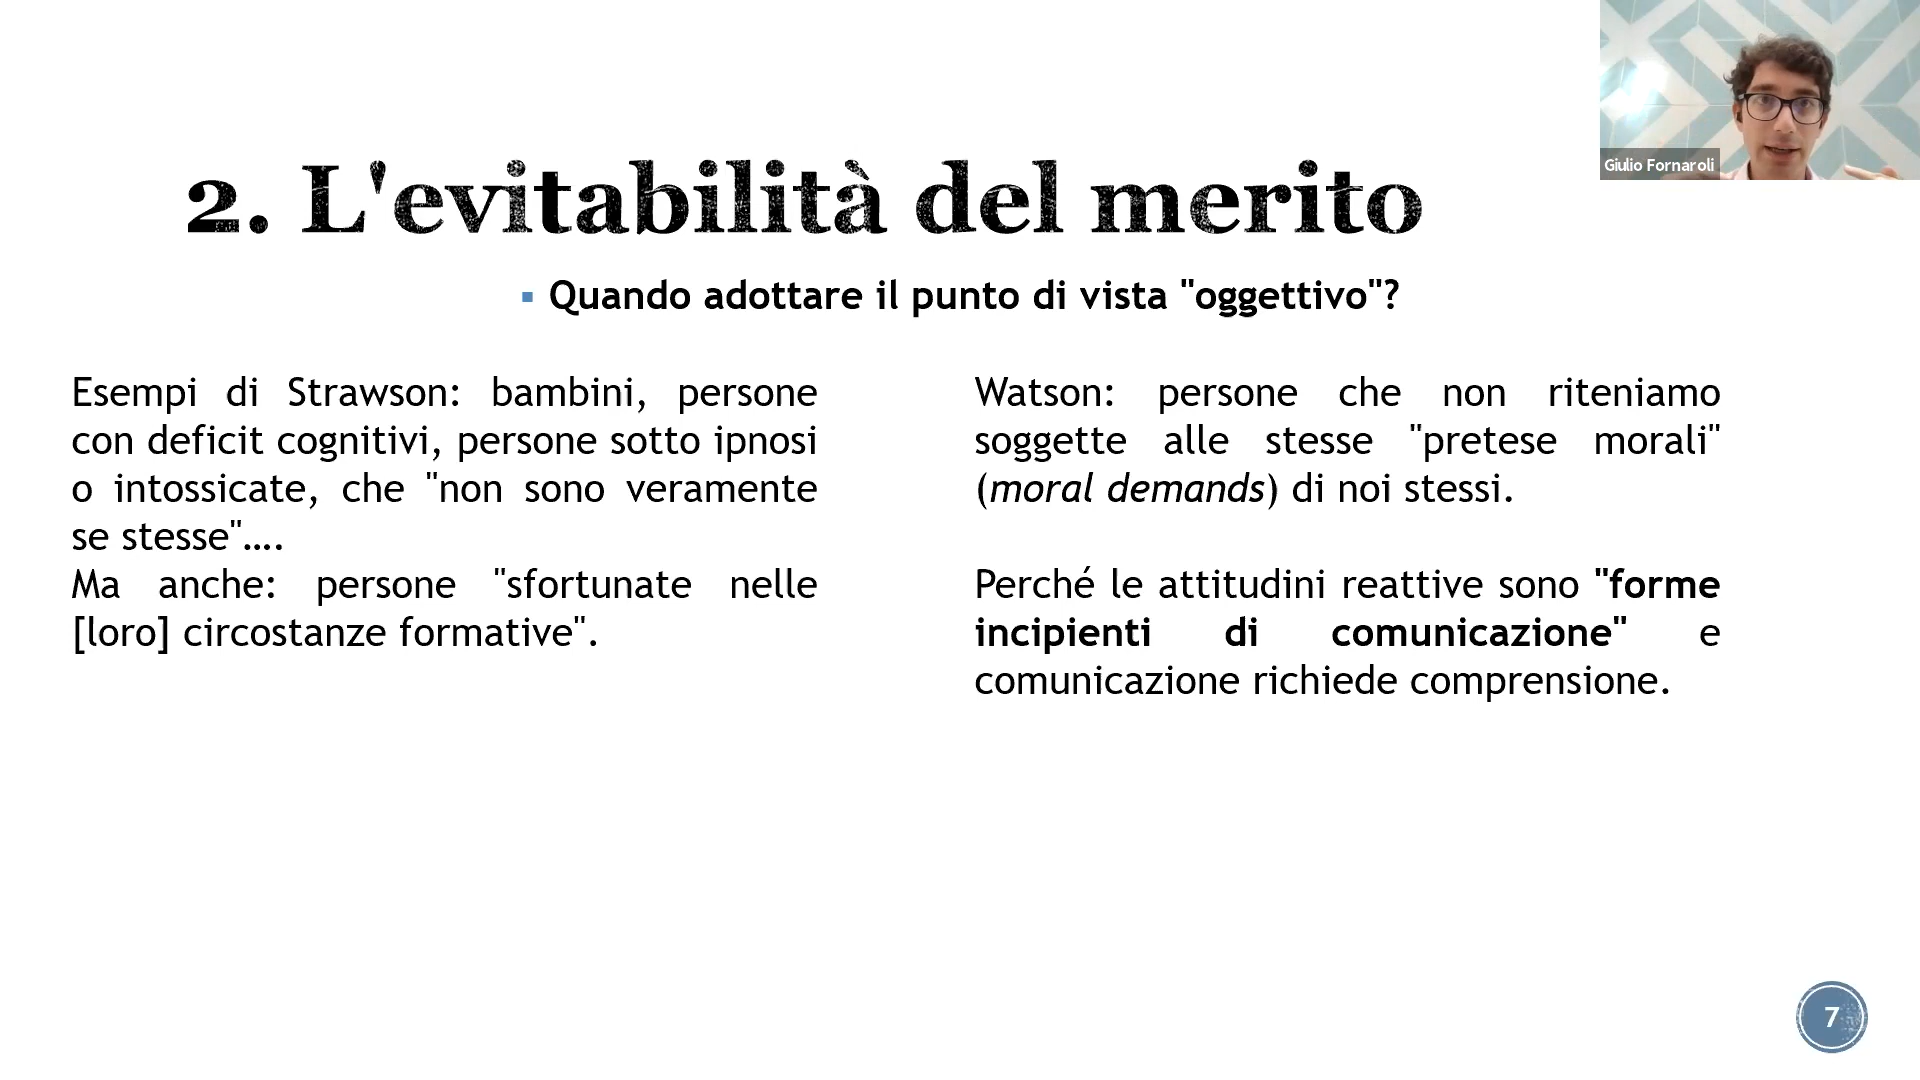 Giulio Fornaroli
2. L'evitabilità del merito
▪ Quando adottare il punto di vista "oggettivo"?
Esempi di Strawson: bambini, persone
con deficit cognitivi, persone sotto ipnosi
o intossicate, che "non sono veramente
se stesse"….
Ma anche: persone "sfortunate nelle
[loro] circostanze formative".
Watson: persone che non riteniamo
soggette alle stesse "pretese morali"
(moral demands) di noi stessi.
Perché le attitudini reattive sono "forme
incipienti di comunicazione" e
comunicazione richiede comprensione.
7